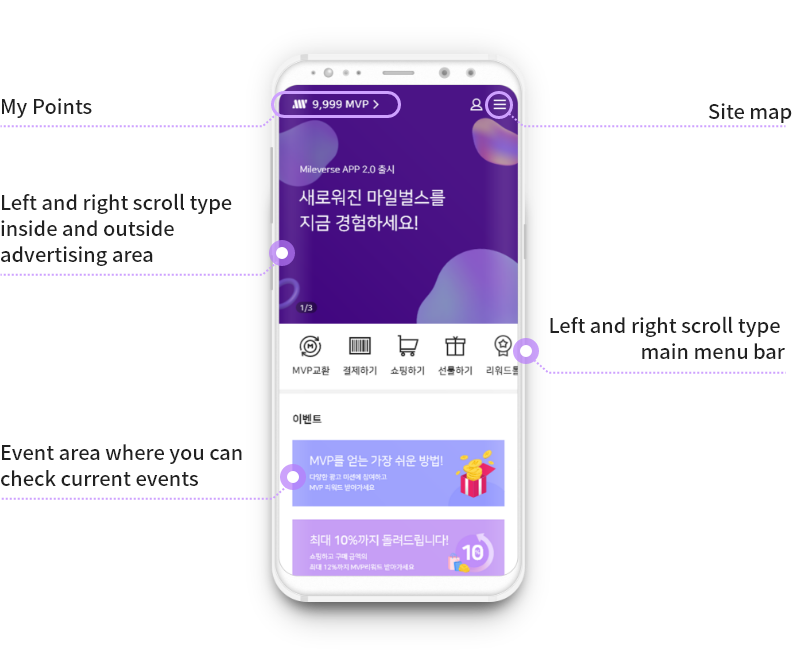 My Points
9,999 MVP >
Site map
Left and right scroll type
inside and outside
advertising area
Mileverse APP 2.0 출시
새로워진 마일벌스를
지금 경험하세요!
1/3
Left and right scroll type
main menu bar
MVP교환 결제하기 쇼핑하기 선물하기 리워드몰
이벤트
Event area where you can
check current events
MVP를 얻는 가장 쉬운 방법!
다양한 광고 미션에 참여하고
MVP 리워드 받아가세요
최대 10%까지 돌려드립니다!
쇼핑하고 구매 금액의
최대 12%까지 MVP리워드 받아가세요
10